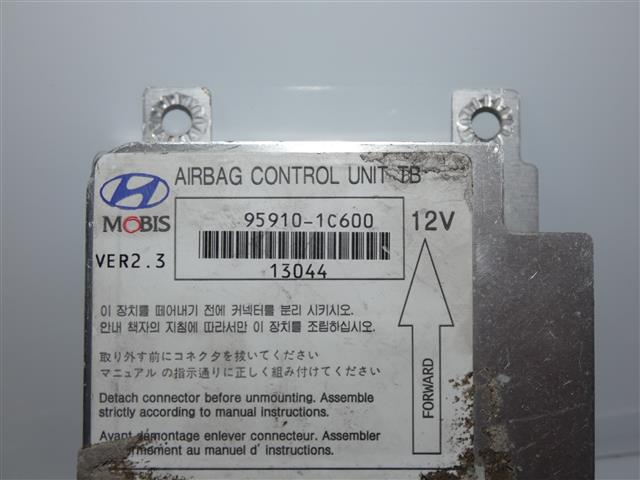 AIRBAG CONTROL UNIT TB
MOBIS
95910-1C600
12V
VER2.3
13044
이 장치를 떼어내기 전에 커넥터를 분리 시키시오.
안내 책자의 지침에 따라서만 이 장치를 조립하십시오.
取り外す前にコネクタを抜いてください
マニュアル の指示通りに正しく組み付けてください
FORWARD
Detach connector before unmounting. Assemble
strictly according to manual instructions.
Avant démontage enlever connecteur. Assembler
au manuel d' instructions.